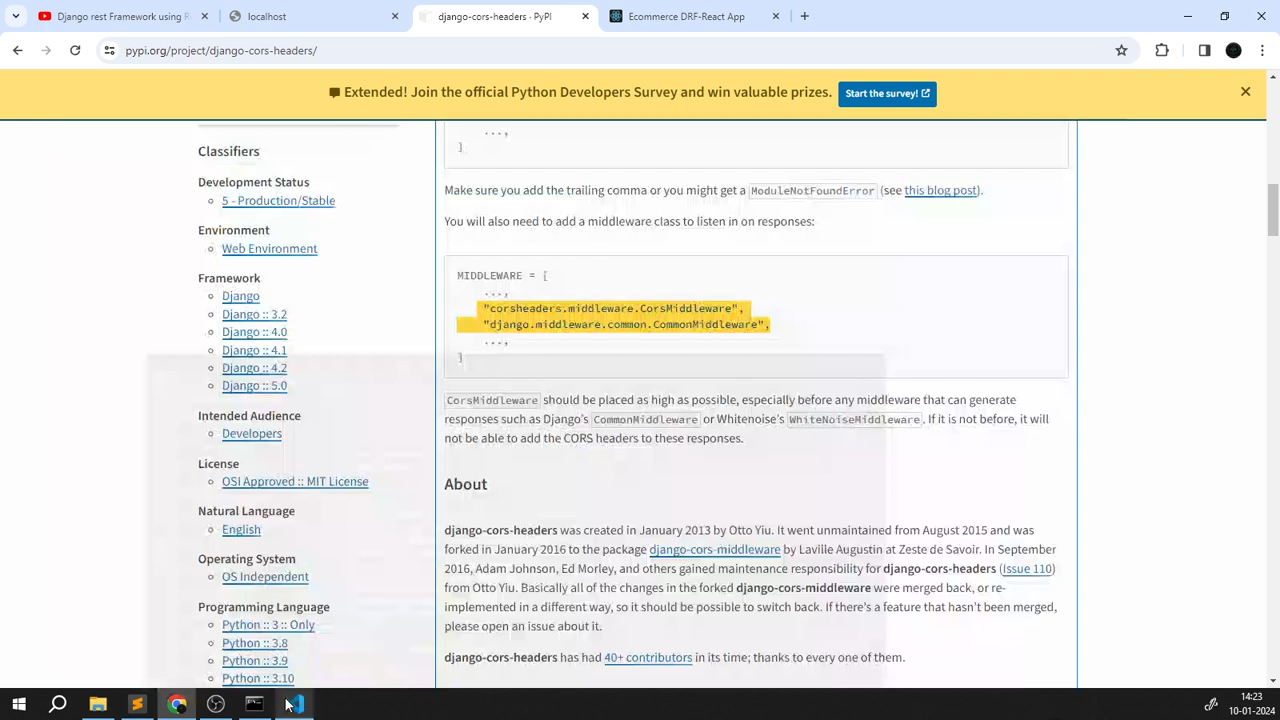 Django rest Framework using R
localhost
django-cors-headers · PyPI
Ecommerce DRF-React App
pypi.org/project/django-cors-headers/
Extended! Join the official Python Developers Survey and win valuable prizes.
Start the survey!
Classifiers
Development Status
5 - Production/Stable
Environment
Web Environment
Framework
Django
Django :: 3.2
Django :: 4.0
Django :: 4.1
Django :: 4.2
Django :: 5.0
Intended Audience
Developers
License
OSI Approved :: MIT License
Natural Language
English
Operating System
OS Independent
Programming Language
Python :: 3 :: Only
Python :: 3.8
Python :: 3.9
Python :: 3.10
...,
]
Make sure you add the trailing comma or you might get a ModuleNotFoundError (see this blog post).
You will also need to add a middleware class to listen in on responses:
MIDDLEWARE = [
...,
"corsheaders.middleware.CorsMiddleware",
"django.middleware.common.CommonMiddleware",
...,
]
CorsMiddleware should be placed as high as possible, especially before any middleware that can generate
responses such as Django's CommonMiddleware or Whitenoise's WhiteNoiseMiddleware. If it is not before, it will
not be able to add the CORS headers to these responses.
About
django-cors-headers was created in January 2013 by Otto Yiu. It went unmaintained from August 2015 and was
forked in January 2016 to the package django-cors-middleware by Laville Augustin at Zeste de Savoir. In September
2016, Adam Johnson, Ed Morley, and others gained maintenance responsibility for django-cors-headers (Issue 110)
from Otto Yiu. Basically all of the changes in the forked django-cors-middleware were merged back, or re-
implemented in a different way, so it should be possible to switch back. If there's a feature that hasn't been merged,
please open an issue about it.
django-cors-headers has had 40+ contributors in its time; thanks to every one of them.
14:23
10-01-2024